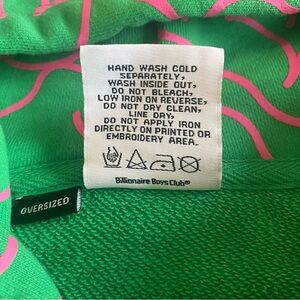 HAND WASH COLD
SEPARATELY,
WASH INSIDE OUT,
DO NOT BLEACH,
LOW IRON ON REVERSE,
DO NOT DRY CLEAN,
LINE DRY,
DO NOT APPLY IRON
DIRECTLY ON PRINTED OR
EMBROIDERY AREA.
Billionaire Boys Club®
OVERSIZED